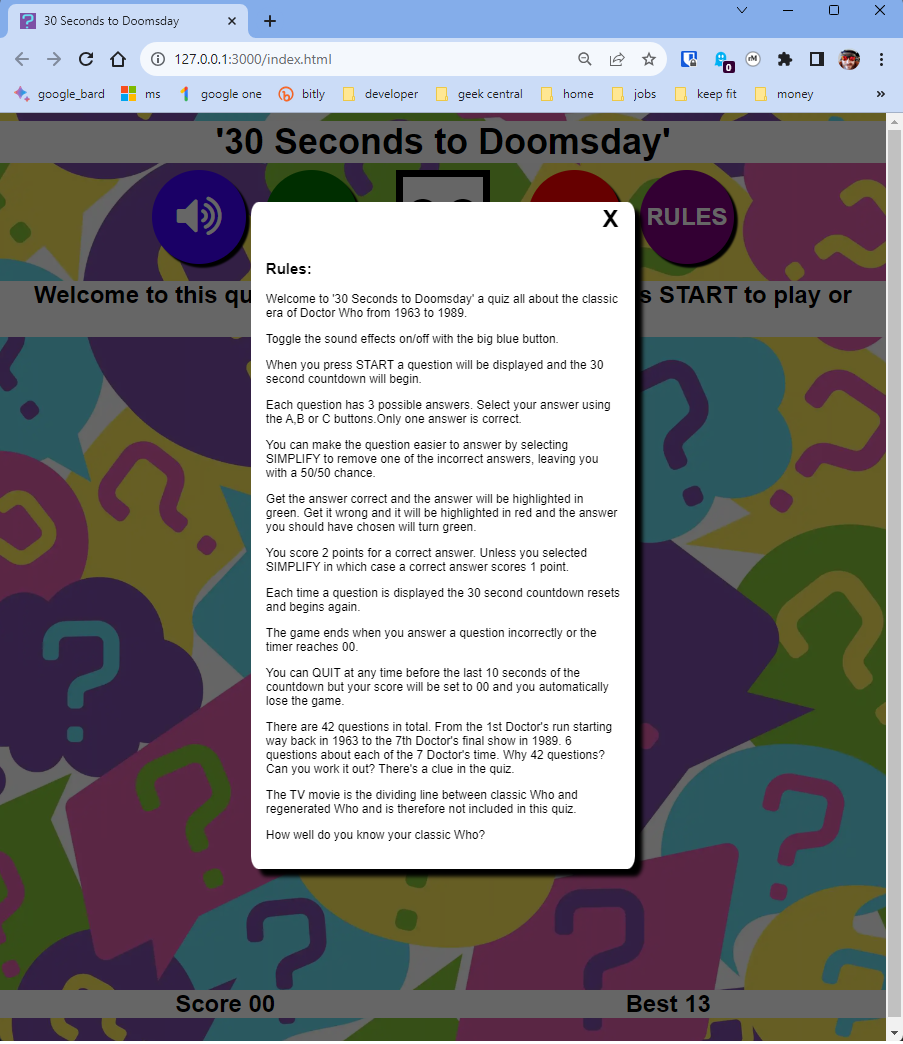 30 Seconds to Doomsday
127.0.0.1:3000/index.html
0
rM
google_bard
ms
google one
bitly
developer
geek central
home
jobs
keep fit
money
»
'30 Seconds to Doomsday'
RULES
Welcome to this qu
s START to play or
X
Rules:
Welcome to '30 Seconds to Doomsday' a quiz all about the classic
era of Doctor Who from 1963 to 1989.
Toggle the sound effects on/off with the big blue button.
When you press START a question will be displayed and the 30
second countdown will begin.
Each question has 3 possible answers. Select your answer using
the A,B or C buttons.Only one answer is correct.
You can make the question easier to answer by selecting
SIMPLIFY to remove one of the incorrect answers, leaving you
with a 50/50 chance.
Get the answer correct and the answer will be highlighted in
green. Get it wrong and it will be highlighted in red and the answer
you should have chosen will turn green.
You score 2 points for a correct answer. Unless you selected
SIMPLIFY in which case a correct answer scores 1 point.
Each time a question is displayed the 30 second countdown resets
and begins again.
The game ends when you answer a question incorrectly or the
timer reaches 00.
You can QUIT at any time before the last 10 seconds of the
countdown but your score will be set to 00 and you automatically
lose the game.
There are 42 questions in total. From the 1st Doctor's run starting
way back in 1963 to the 7th Doctor's final show in 1989. 6
questions about each of the 7 Doctor's time. Why 42 questions?
Can you work it out? There's a clue in the quiz.
The TV movie is the dividing line between classic Who and
regenerated Who and is therefore not included in this quiz.
How well do you know your classic Who?
Score 00
Best 13